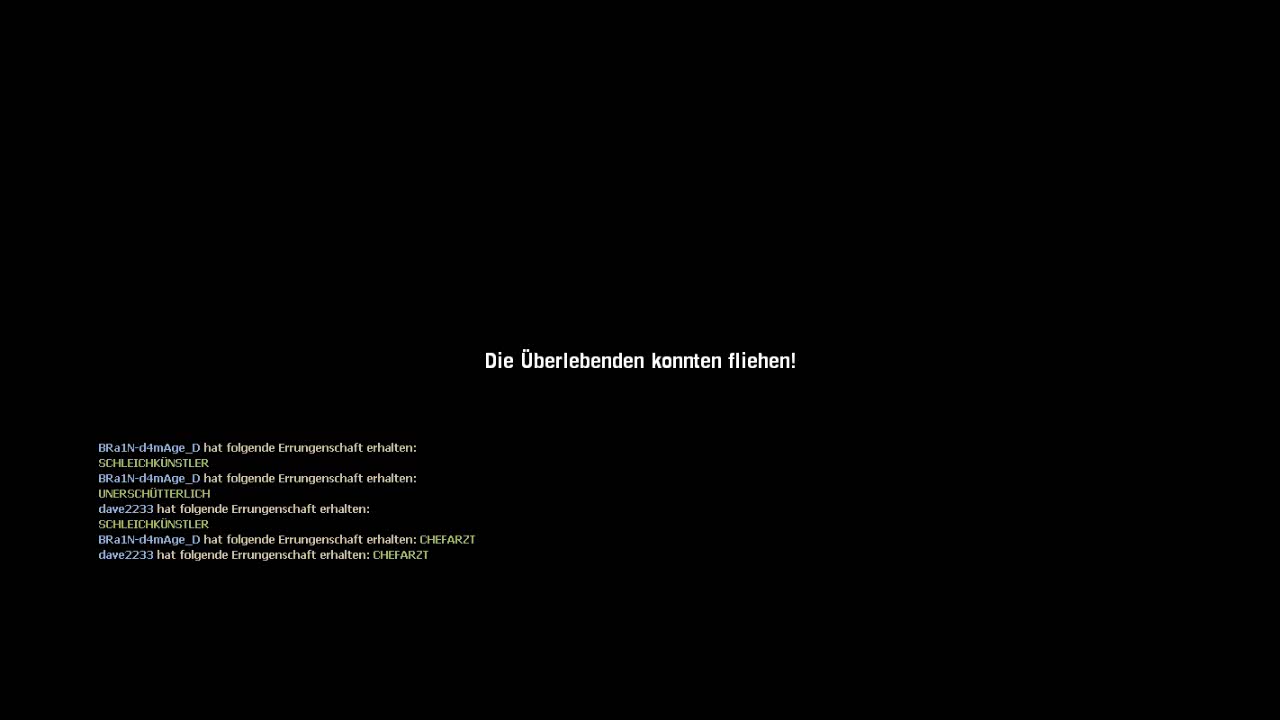 Die Überlebenden konnten fliehen!
BRa1N-d4mAge_D hat folgende Errungenschaft erhalten:
SCHLEICHKÜNSTLER
BRa1N-d4mAge_D hat folgende Errungenschaft erhalten:
UNERSCHÜTTERLICH
dave2233 hat folgende Errungenschaft erhalten:
SCHLEICHKÜNSTLER
BRa1N-d4mAge_D hat folgende Errungenschaft erhalten: CHEFARZT
dave2233 hat folgende Errungenschaft erhalten: CHEFARZT